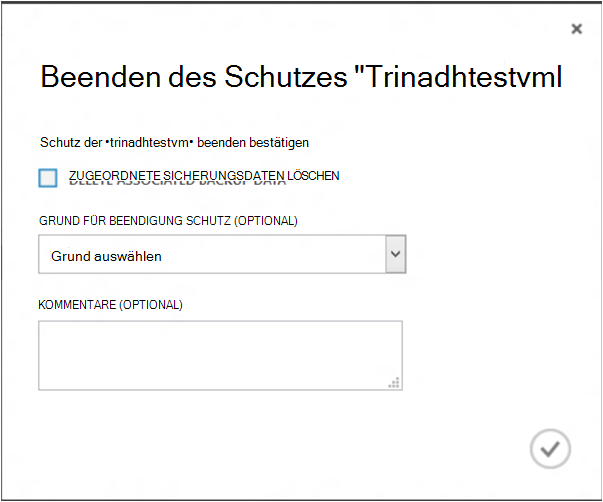 Beenden des Schutzes "Trinadhtestvml
Schutz der •trinadhtestvm• beenden bestätigen
ZUGEORDNETE SICHERUNGSDATEN LÖSCHEN
DELETE ASSOCIATED BACKUP DATA
GRUND FÜR BEENDIGUNG SCHUTZ (OPTIONAL)
Grund auswählen
KOMMENTARE (OPTIONAL)